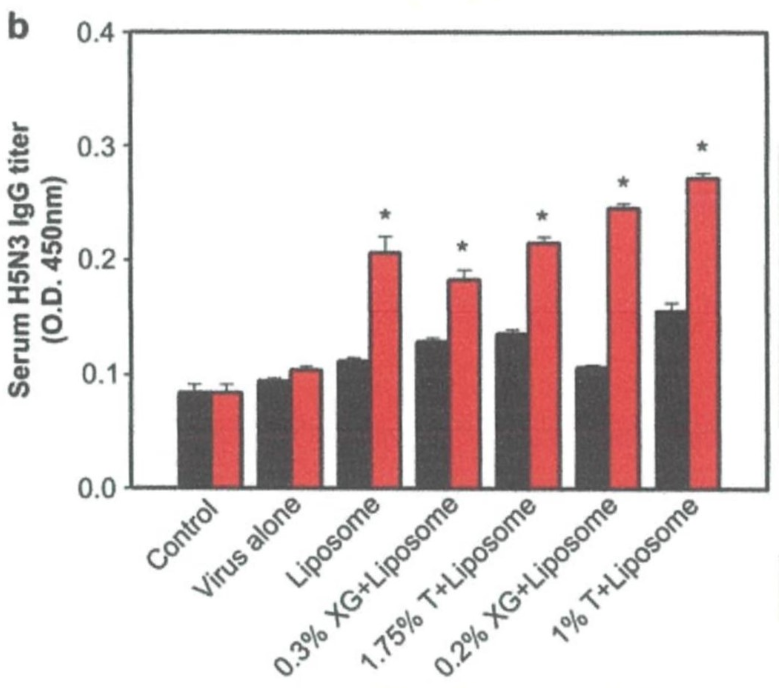 b
Serum H5N3 IgG titer
(O.D. 450nm)
0.4
0.3
0.2
0.1
0.0
*
*
*
*
*
Control
Virus alone
Liposome
0.3% XG+Liposome
1.75% T+Liposome
0.2% XG+Liposome
1% T+Liposome